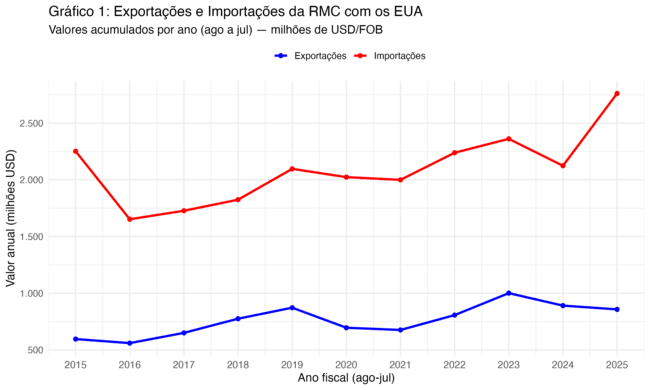 Gráfico 1: Exportações e Importações da RMC com os EUA
Valores acumulados por ano (ago a jul) — milhões de USD/FOB
Exportações Importações
Valor anual (milhões USD)
2.500
2.000
1.500
1.000
500
2015 2016 2017 2018 2019 2020 2021 2022 2023 2024 2025
Ano fiscal (ago-jul)